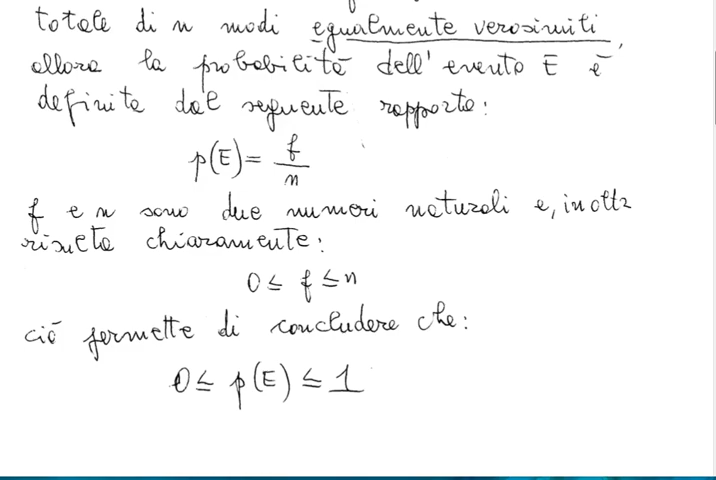 totale di n modi egualmente verosimili,
allora la probabilità dell'evento E è
definita dal seguente rapporto:
p(E) = f/n
f e n sono due numeri naturali e, inoltr
risulta chiaramente:
0 ≤ f ≤ n
ciò permette di concludere che:
0 ≤ p(E) ≤ 1